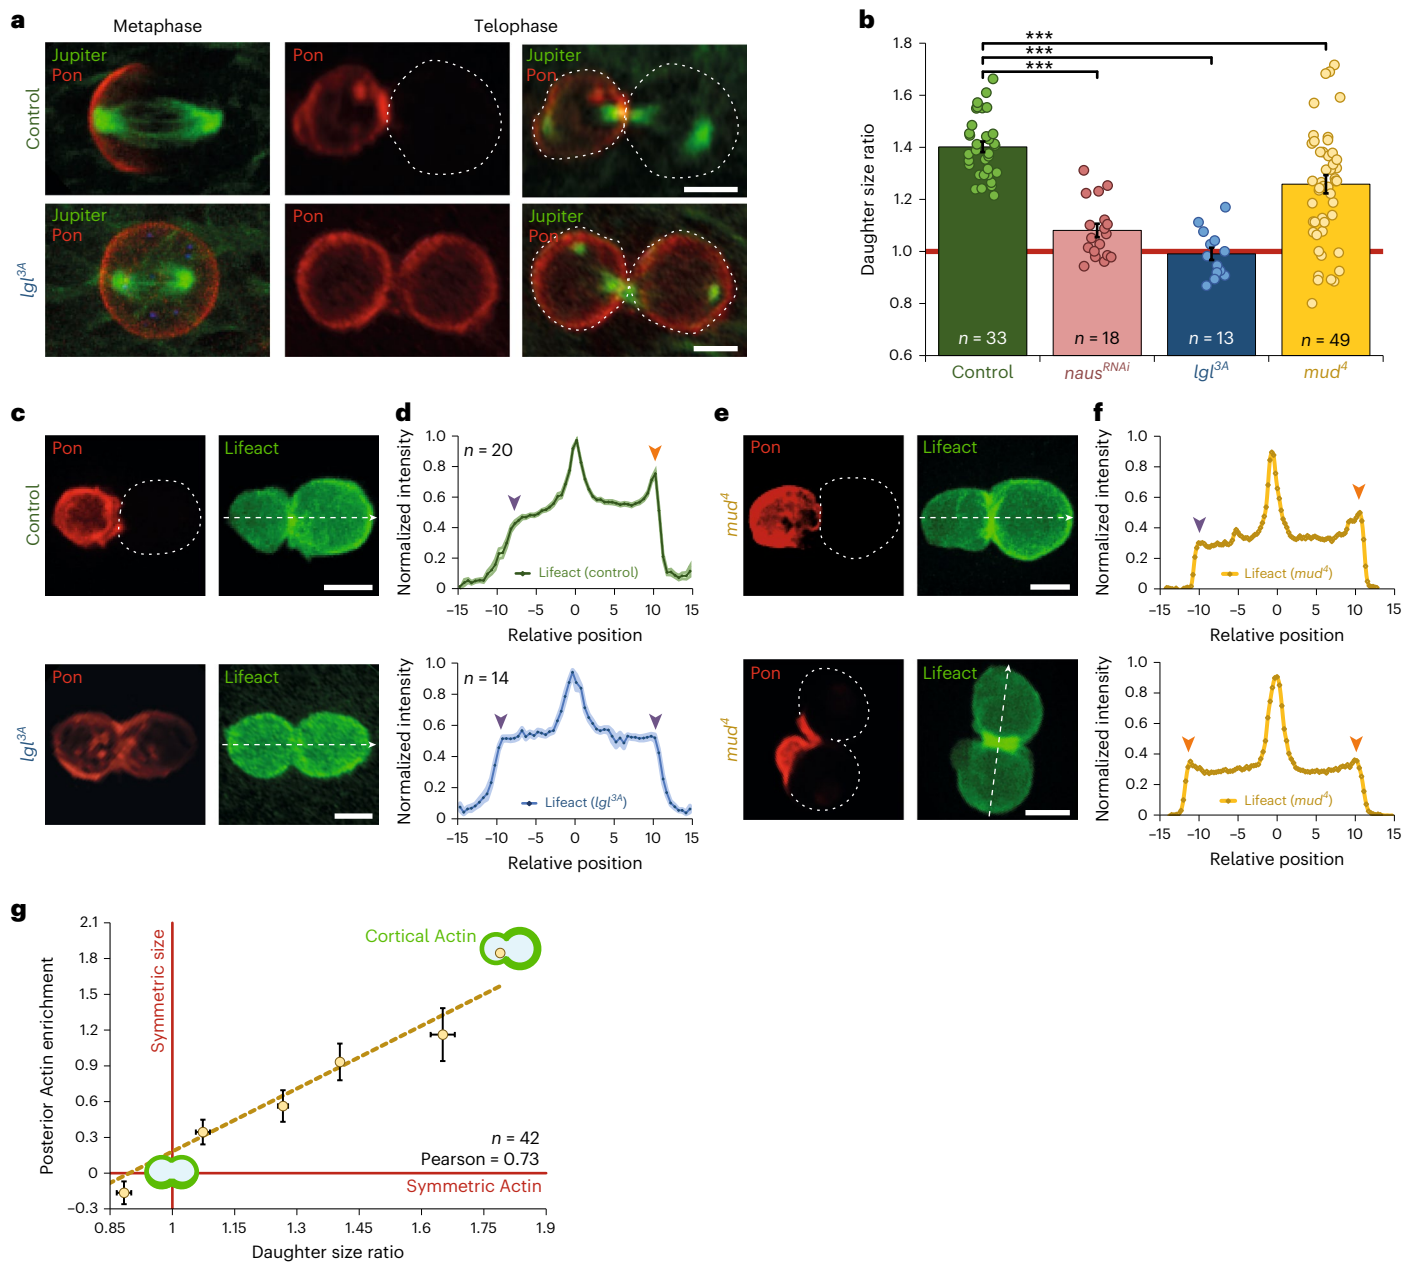 a
Metaphase
Telophase
Control
Jupiter
Pon
Pon
Jupiter
Pon
lgl3A
Jupiter
Pon
Pon
Jupiter
Pon
b
Daughter size ratio
1.8
1.6
1.4
1.2
1.0
0.8
0.6
***
***
***
n = 33
n = 18
n = 13
n = 49
Control
nausRNAi
lgl3A
mud4
c
Control
Pon
Lifeact
lgl3A
Pon
Lifeact
d
Normalized intensity
1.0
0.8
0.6
0.4
0.2
0
n = 20
Lifeact (control)
–15 –10 –5 0 5 10 15
Relative position
Normalized intensity
1.0
0.8
0.6
0.4
0.2
0
n = 14
Lifeact (lgl3A)
–15 –10 –5 0 5 10 15
Relative position
e
mud4
Pon
Lifeact
mud4
Pon
Lifeact
f
Normalized intensity
1.0
0.8
0.6
0.4
0.2
0
Lifeact (mud4)
–15 –10 –5 0 5 10 15
Relative position
Normalized intensity
1.0
0.8
0.6
0.4
0.2
0
Lifeact (mud4)
–15 –10 –5 0 5 10 15
Relative position
g
Posterior Actin enrichment
2.1
1.8
1.5
1.2
0.9
0.6
0.3
0
–0.3
Symmetric size
Cortical Actin
n = 42
Pearson = 0.73
Symmetric Actin
0.85 1 1.15 1.3 1.45 1.6 1.75 1.9
Daughter size ratio